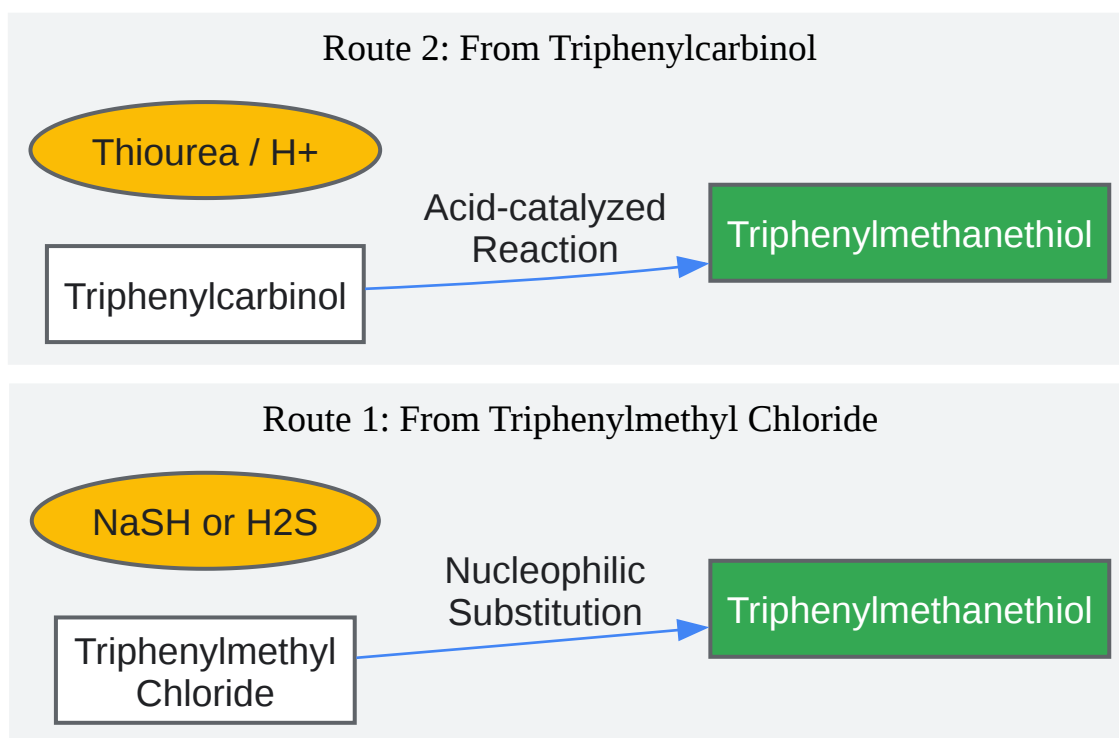 Route 2: From Triphenylcarbinol
Thiourea / H+
Acid-catalyzed
Reaction
Triphenylmethanethiol
Triphenylcarbinol
Route 1: From Triphenylmethyl Chloride
NaSH or H2S
Nucleophilic
Substitution
Triphenylmethanethiol
Triphenylmethyl
Chloride